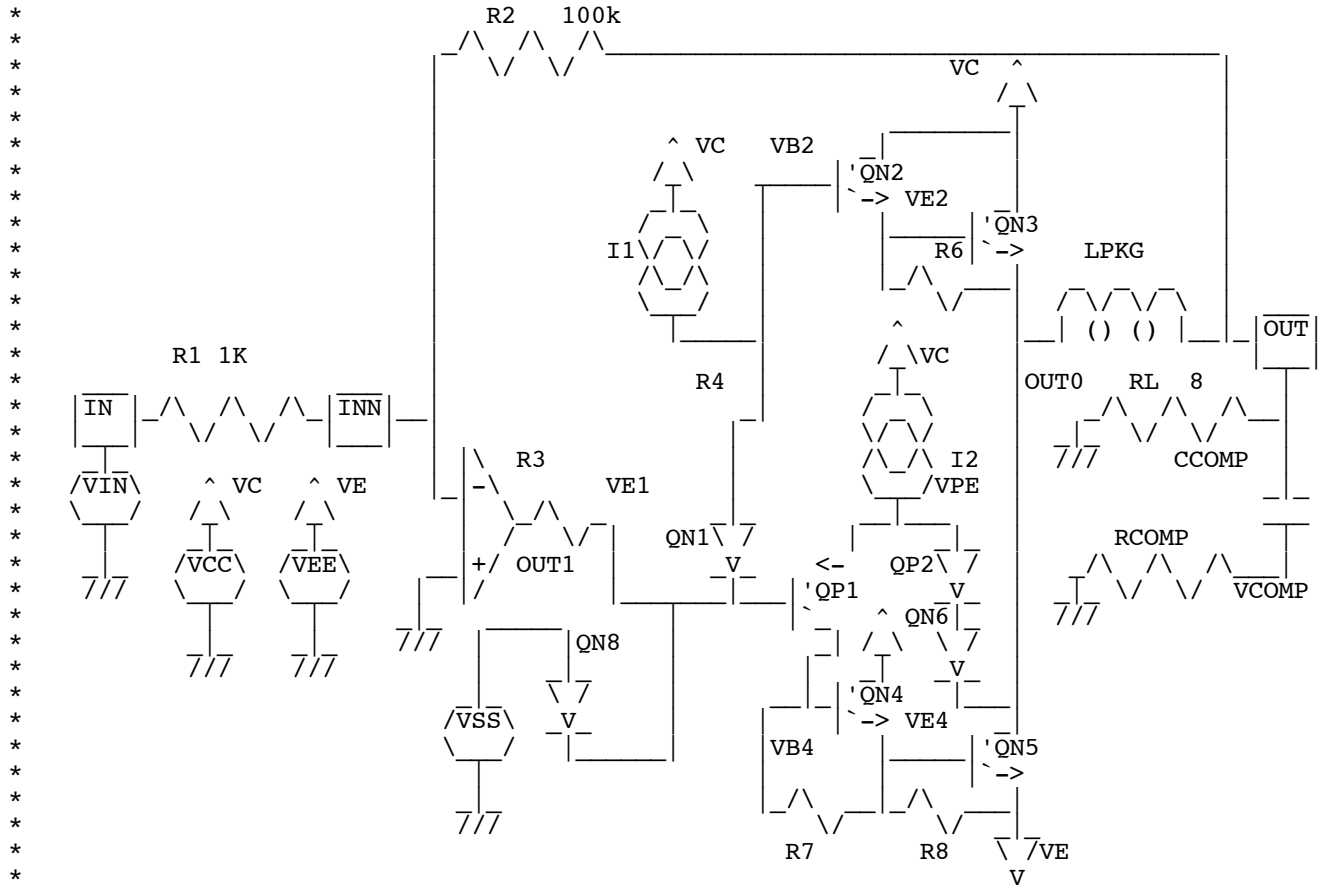 R2 100k
VC
VC VB2
QN2
VE2
QN3
I1 R6 LPKG
OUT
R1 1K VC
R4 OUT0 RL 8
IN INN
R3 I2 CCOMP
VIN VC VE VE1 VPE
QN1 RCOMP
VCC VEE OUT1 QP2
QP1 VCOMP
QN6
QN8
QN4
VSS VE4
VB4 QN5
R7 R8 VE